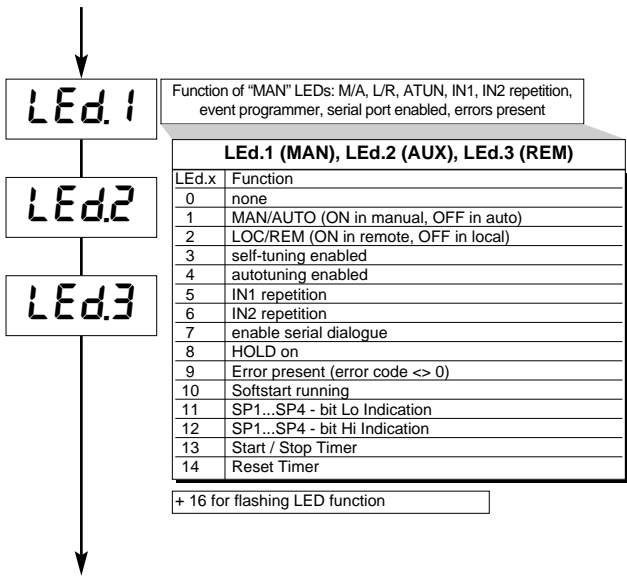 LEd.1
Function of “MAN” LEDs: M/A, L/R, ATUN, IN1, IN2 repetition,
event programmer, serial port enabled, errors present
LEd.1 (MAN), LEd.2 (AUX), LEd.3 (REM)
LEd.x Function
0 none
1 MAN/AUTO (ON in manual, OFF in auto)
2 LOC/REM (ON in remote, OFF in local)
3 self-tuning enabled
4 autotuning enabled
5 IN1 repetition
6 IN2 repetition
7 enable serial dialogue
8 HOLD on
9 Error present (error code <> 0)
10 Softstart running
11 SP1...SP4 - bit Lo Indication
12 SP1...SP4 - bit Hi Indication
13 Start / Stop Timer
14 Reset Timer
+ 16 for flashing LED function
LEd.2
LEd.3